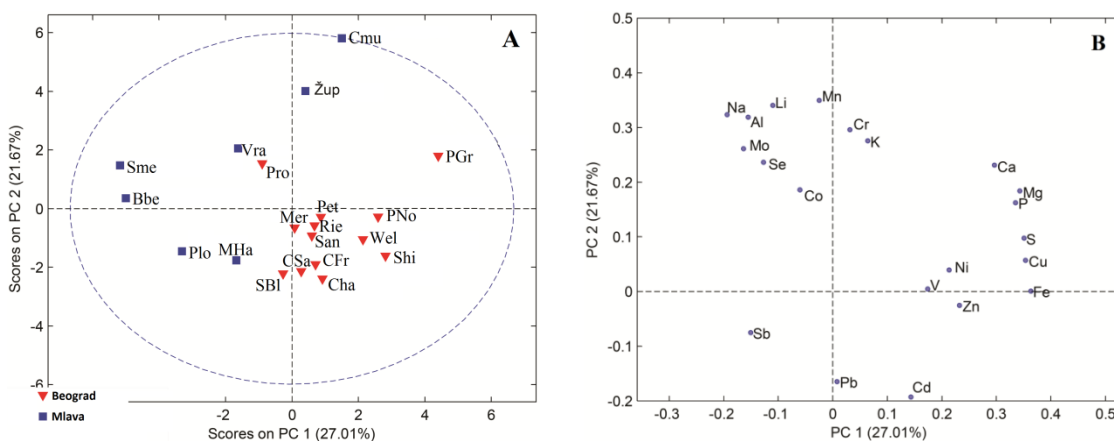 A
6
4
2
0
-2
-4
-6
Scores on PC 2 (21.67%)
Cmu
Žup
Vra
Pro
PGr
Sme
Bbe
Pet
PNo
Mer
Rie
San
Wel
Plo
MHa
CSa
CFr
Shi
SBl
Cha
Beograd
Mlava
-2 0 2 4 6
Scores on PC 1 (27.01%)
B
0.5
0.4
0.3
0.2
0.1
0
-0.1
-0.2
PC 2 (21.67%)
Na
Al
Li
Mn
Cr
K
Mo
Se
Co
Ca
Mg
P
S
Cu
Ni
V
Fe
Zn
Sb
Pb
Cd
-0.3 -0.2 -0.1 0 0.1 0.2 0.3 0.4 0.5
PC 1 (27.01%)